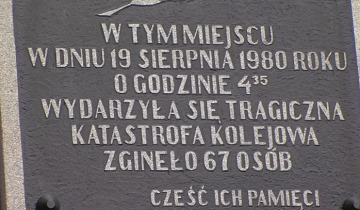 W TYM MIEJSCU
W DNIU 19 SIERPNIA 1980 ROKU
O GODZINIE 4³⁵
WYDARZYŁA SIĘ TRAGICZNA
KATASTROFA KOLEJOWA
ZGINEŁO 67 OSÓB
CZEŚĆ ICH PAMIĘCI